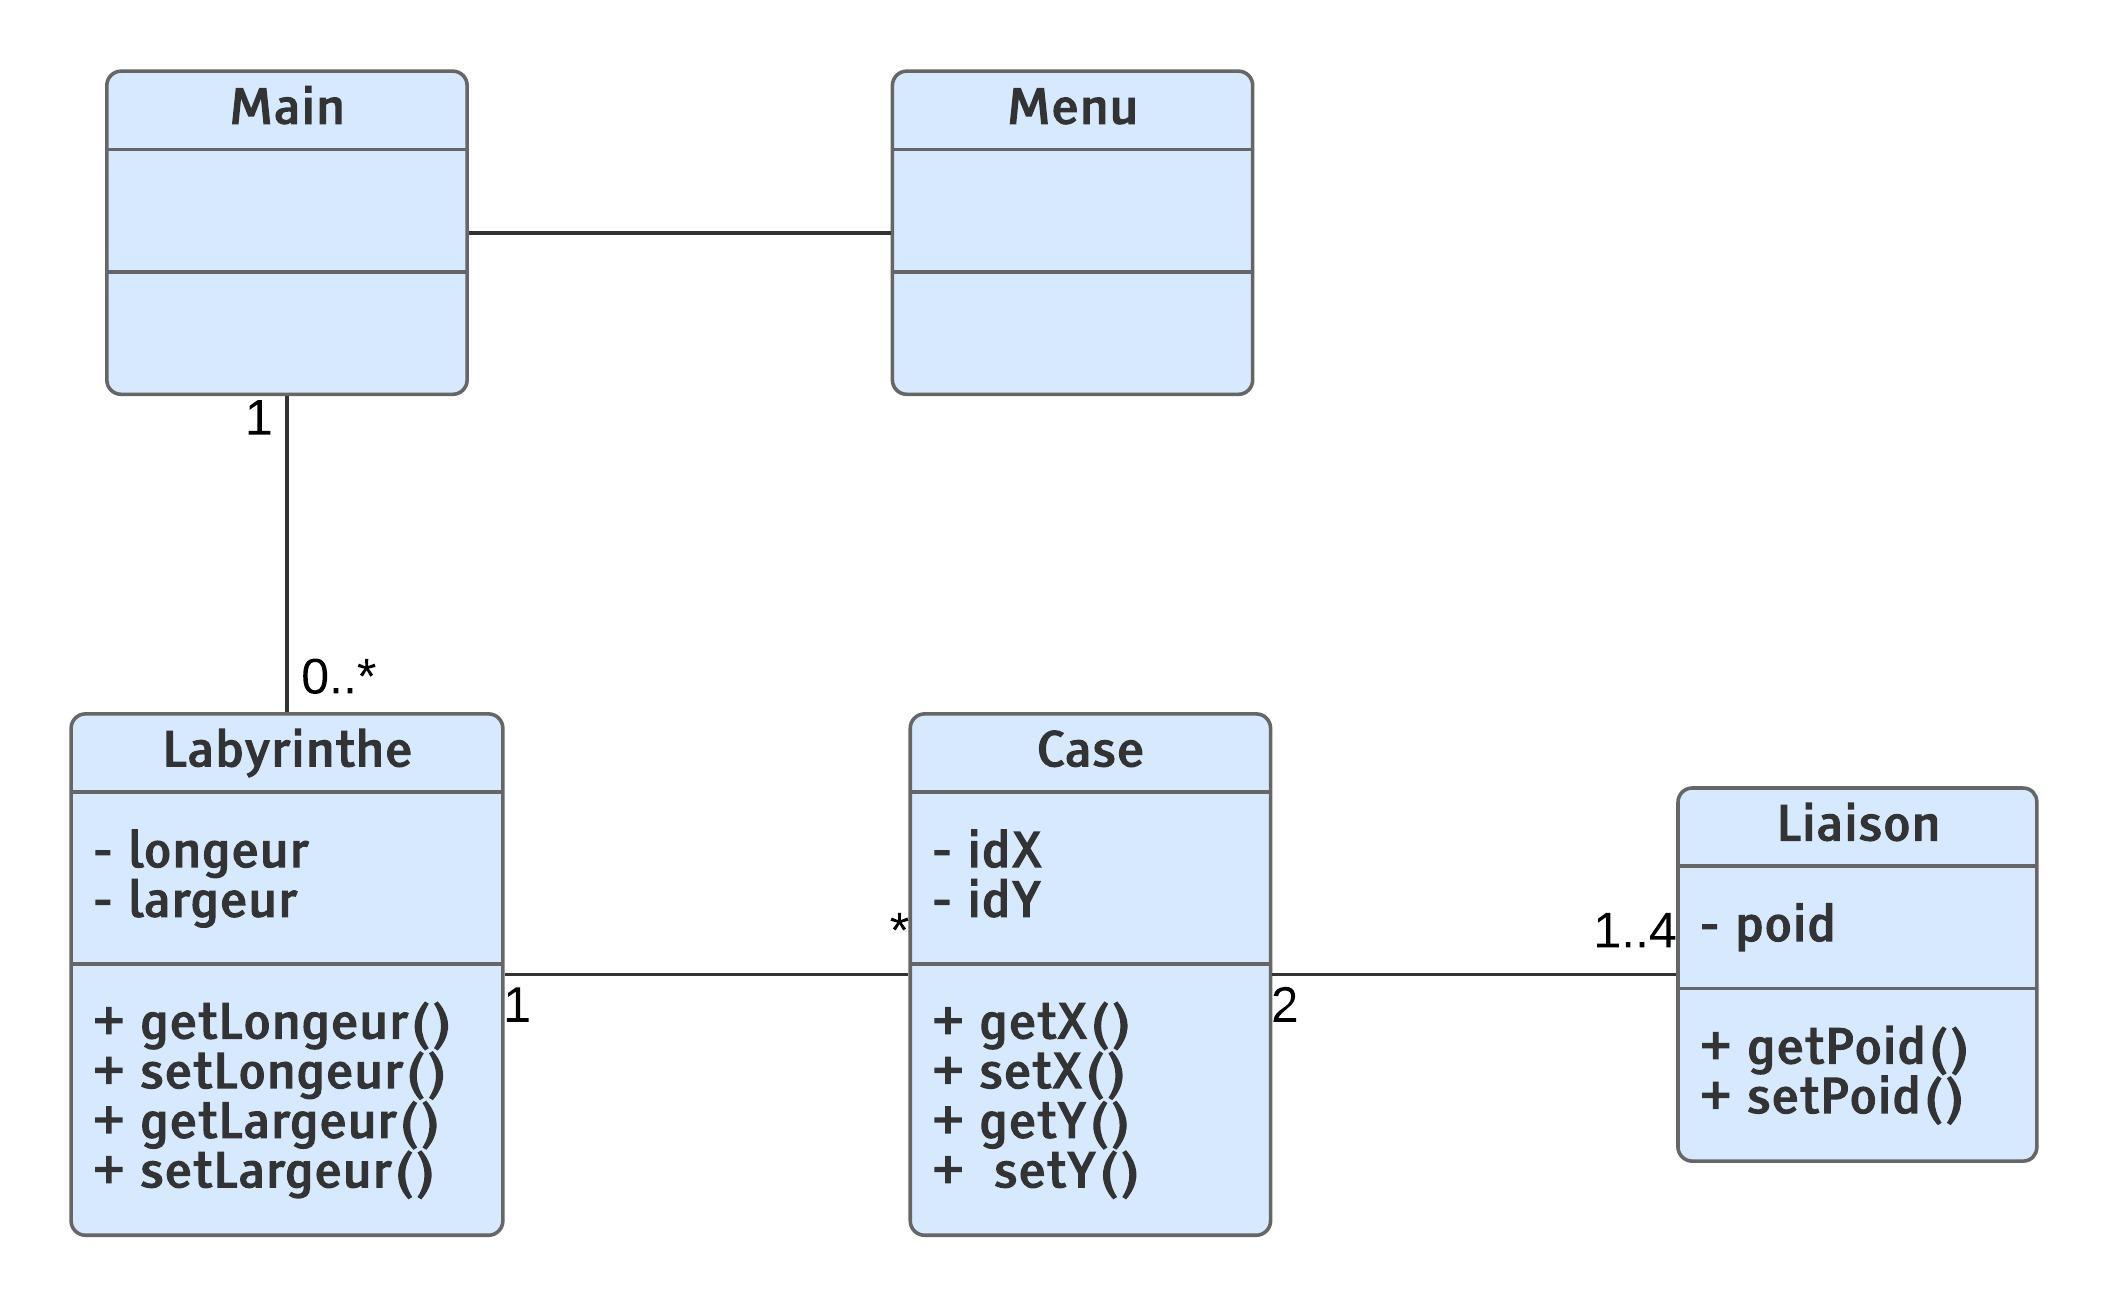 Main
Menu
1
0..*
Labyrinthe
- longeur
- largeur
+ getLongeur()
+ setLongeur()
+ getLargeur()
+ setLargeur()
1
*
Case
- idX
- idY
+ getX()
+ setX()
+ getY()
+  setY()
2
1..4
Liaison
- poid
+ getPoid()
+ setPoid()